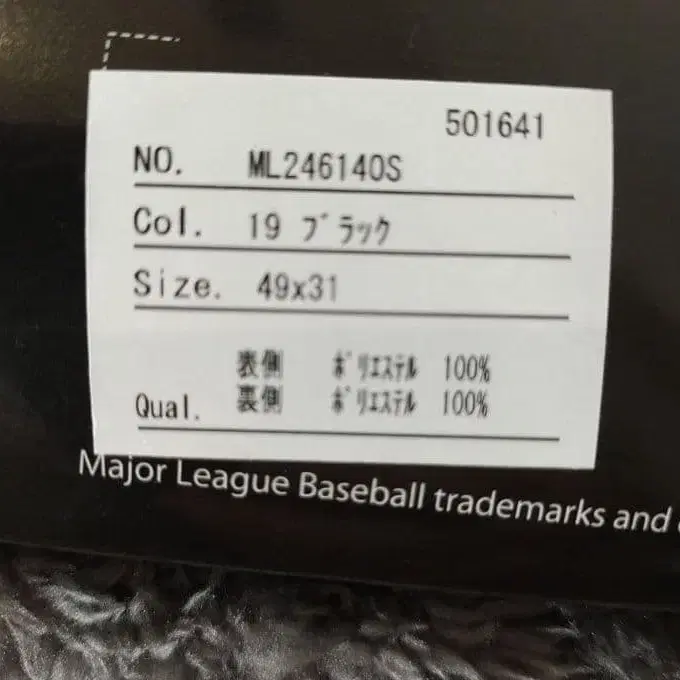 501641
NO. ML246140S
Col. 19 ﾌﾞﾗｯｸ
Size. 49x31
表側 ﾎﾟﾘｴｽﾃﾙ 100%
Qual. 裏側 ﾎﾟﾘｴｽﾃﾙ 100%
Major League Baseball trademarks and